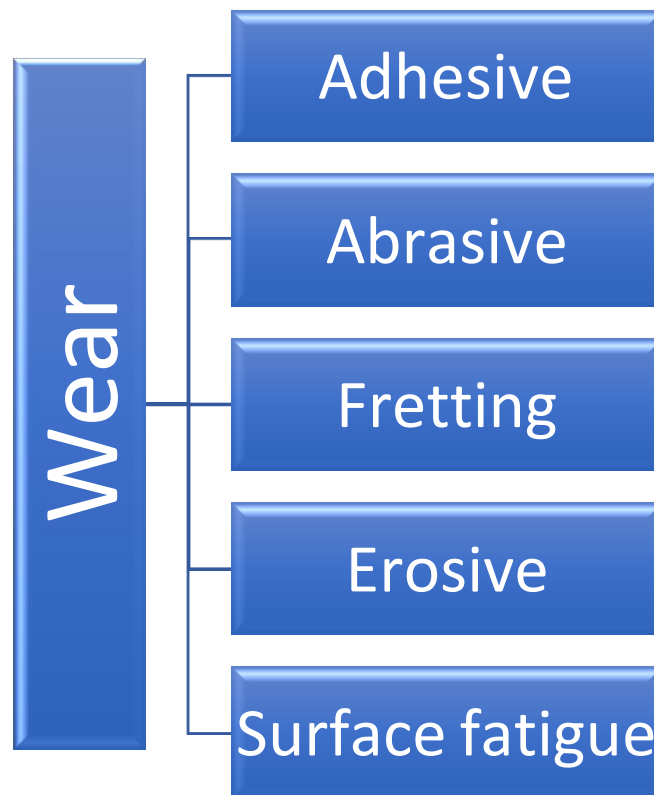 Wear
Adhesive
Abrasive
Fretting
Erosive
Surface fatigue